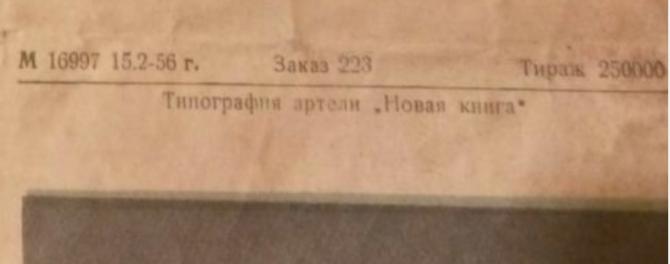 М 16997 15.2-56 г. Заказ 223 Тираж 250000
Типография артели „Новая книга“